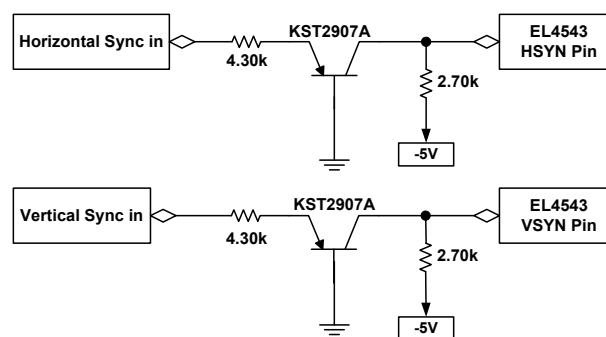 Horizontal Sync in
4.30k
KST2907A
2.70k
-5V
EL4543
HSYN Pin
Vertical Sync in
4.30k
KST2907A
2.70k
-5V
EL4543
VSYN Pin